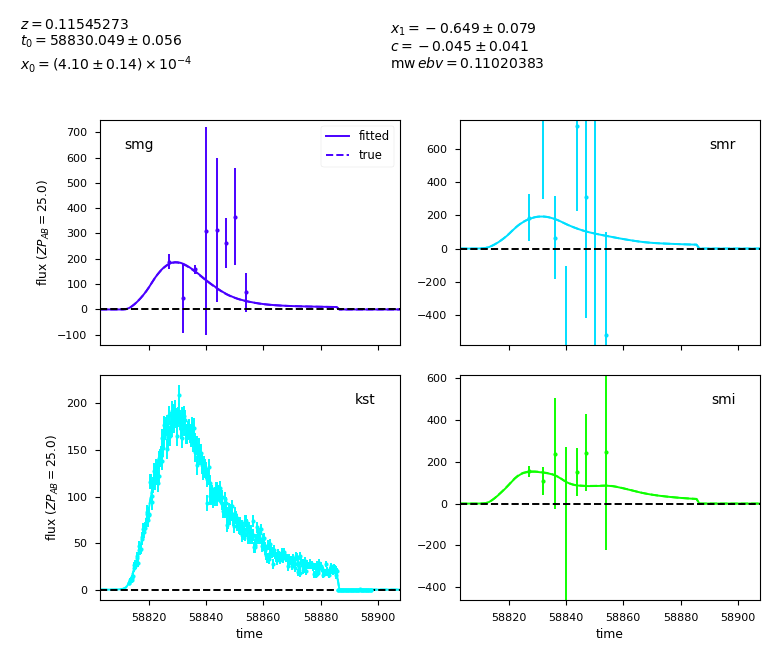 z = 0.11545273
t₀ = 58830.049 ± 0.056
x₀ = (4.10 ± 0.14) × 10⁻⁴
x₁ = −0.649 ± 0.079
c = −0.045 ± 0.041
mw ebv = 0.11020383
smg
fitted
true
700
600
500
400
300
200
100
0
−100
flux (ZP_AB = 25.0)
smr
600
400
200
0
−200
−400
kst
200
150
100
50
0
flux (ZP_AB = 25.0)
58820
58840
58860
58880
58900
time
smi
600
400
200
0
−200
−400
58820
58840
58860
58880
58900
time